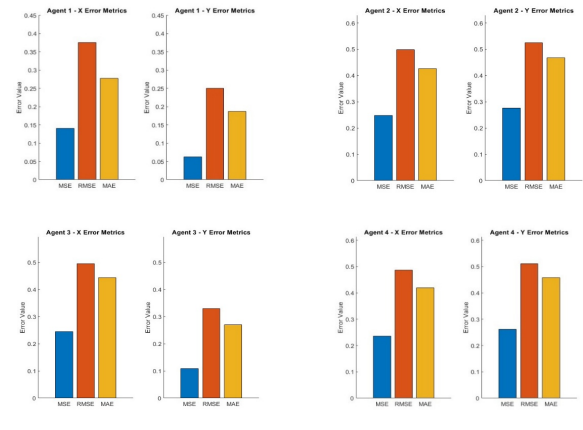 Agent 1 - X Error Metrics
0.45
0.4
0.35
0.3
0.25
0.2
0.15
0.1
0.05
0
Error Value
MSE RMSE MAE
Agent 1 - Y Error Metrics
0.45
0.4
0.35
0.3
0.25
0.2
0.15
0.1
0.05
0
Error Value
MSE RMSE MAE
Agent 2 - X Error Metrics
0.6
0.5
0.4
0.3
0.2
0.1
0
Error Value
MSE RMSE MAE
Agent 2 - Y Error Metrics
0.6
0.5
0.4
0.3
0.2
0.1
0
Error Value
MSE RMSE MAE
Agent 3 - X Error Metrics
0.5
0.4
0.3
0.2
0.1
0
Error Value
MSE RMSE MAE
Agent 3 - Y Error Metrics
0.5
0.4
0.3
0.2
0.1
0
Error Value
MSE RMSE MAE
Agent 4 - X Error Metrics
0.6
0.5
0.4
0.3
0.2
0.1
0
Error Value
MSE RMSE MAE
Agent 4 - Y Error Metrics
0.6
0.5
0.4
0.3
0.2
0.1
0
Error Value
MSE RMSE MAE